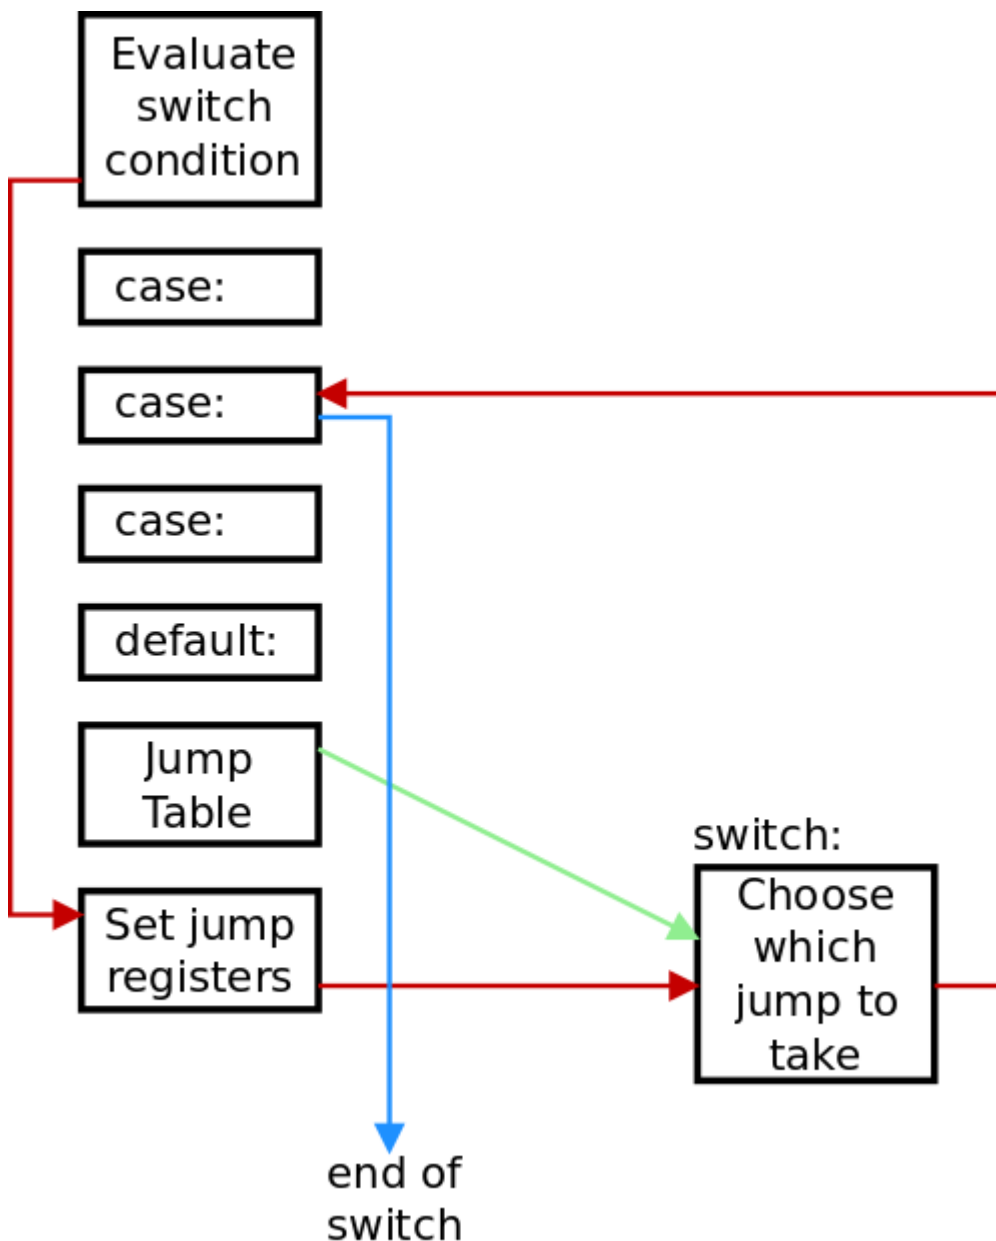 Evaluate
switch
condition
case:
case:
case:
default:
Jump
Table
Set jump
registers
switch:
Choose
which
jump to
take
end of
switch